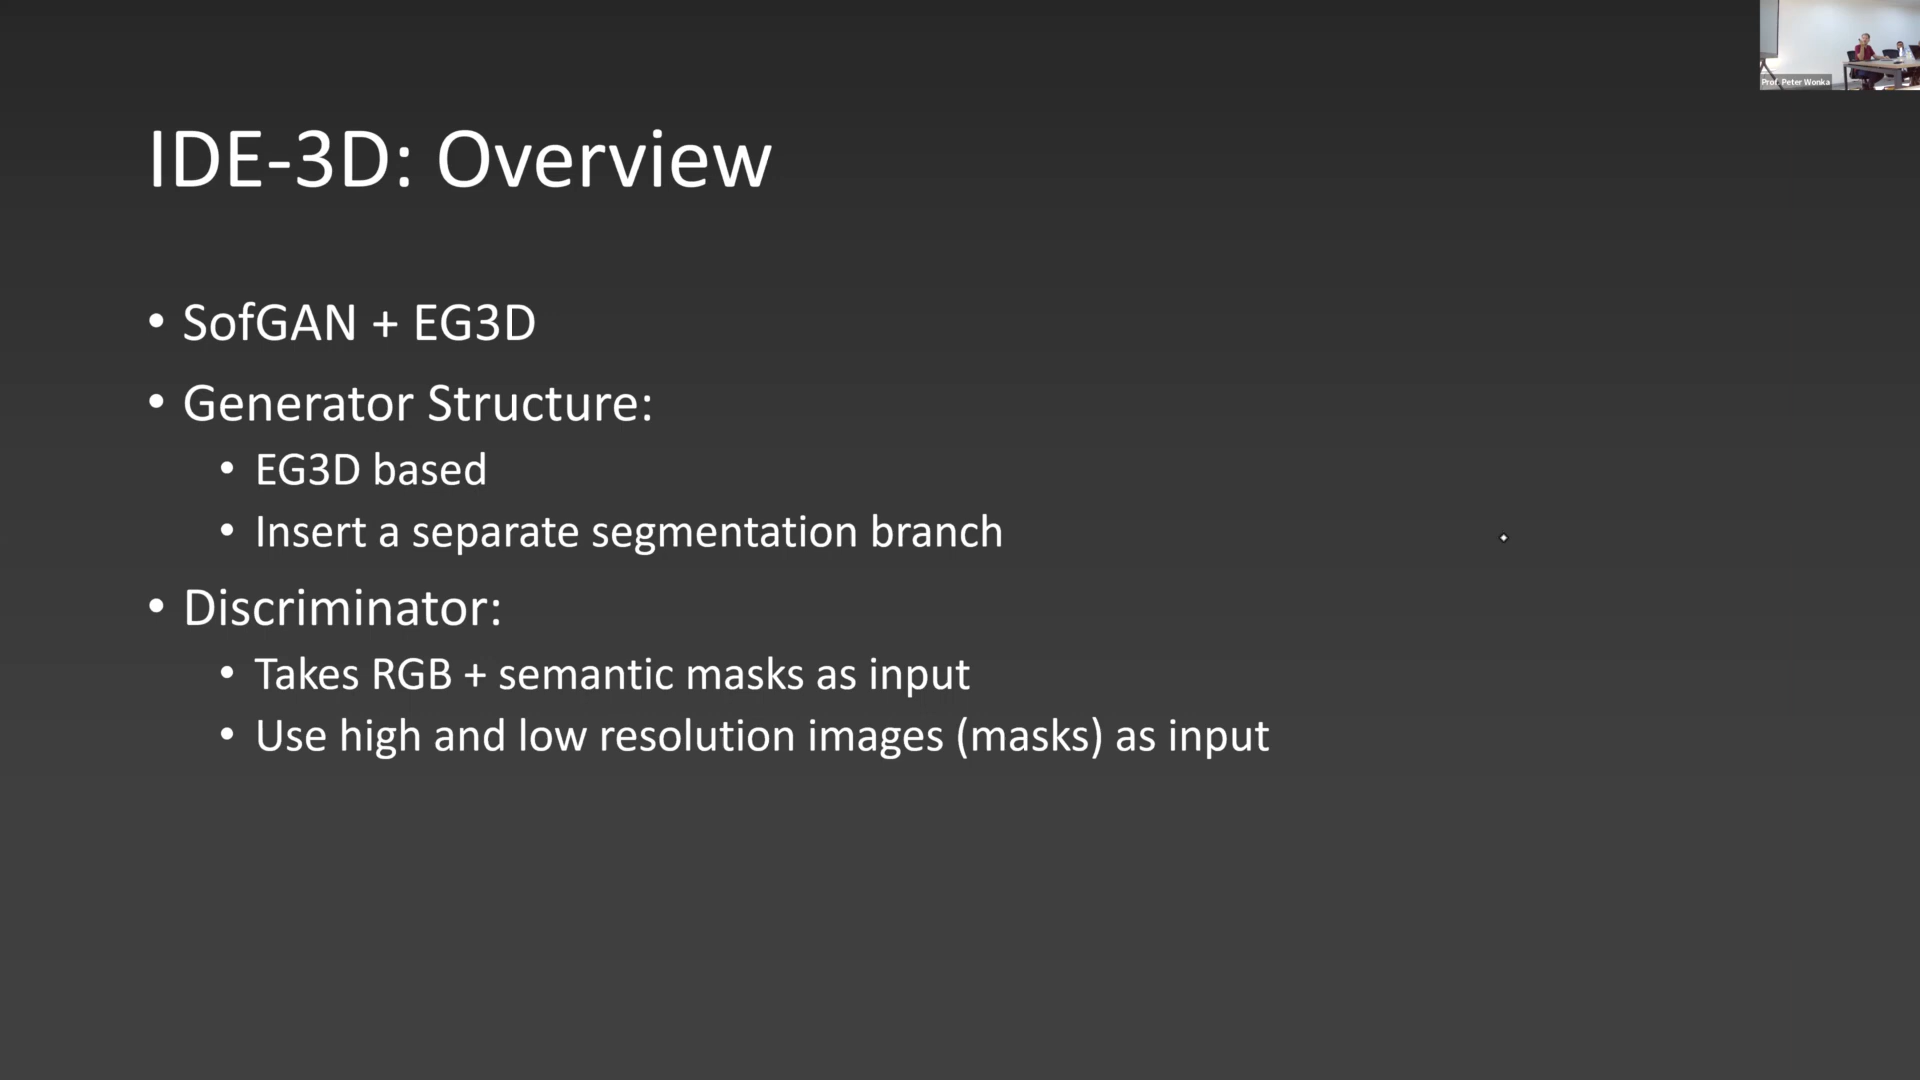 Prof. Peter Wonka
IDE-3D: Overview
• SofGAN + EG3D
• Generator Structure:
• EG3D based
• Insert a separate segmentation branch
• Discriminator:
• Takes RGB + semantic masks as input
• Use high and low resolution images (masks) as input